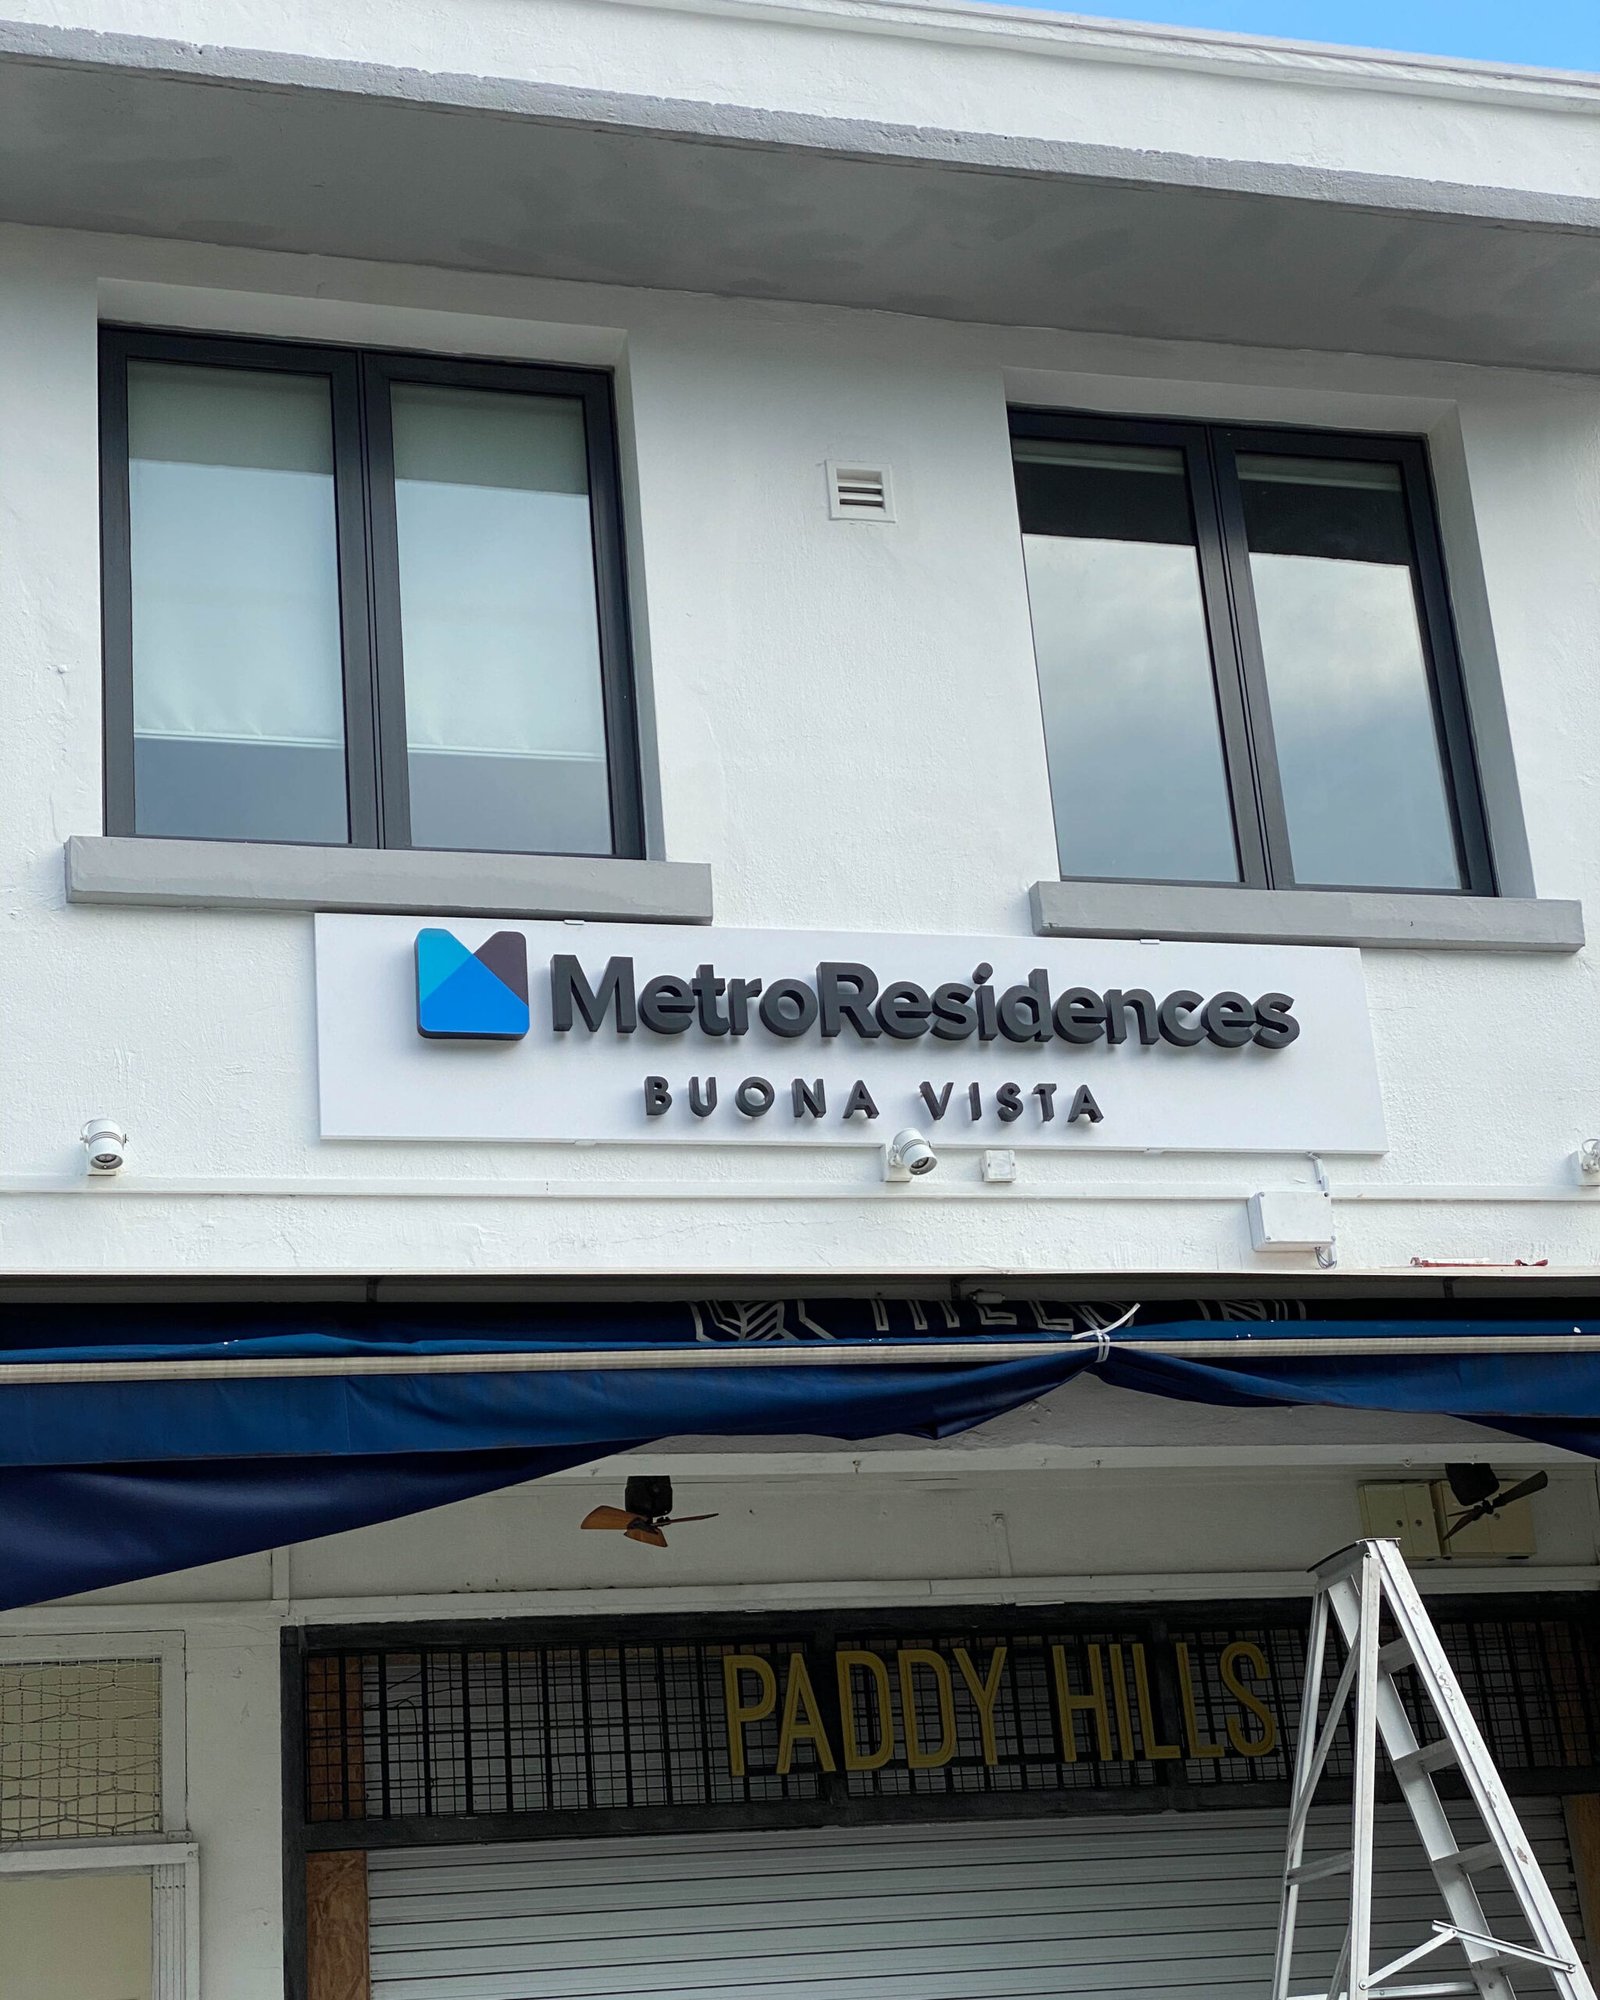 MetroResidences
BUONA VISTA
PADDY HILLS